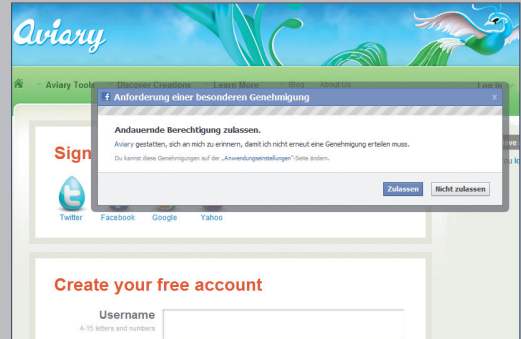 aviary
Aviary Tools Discover Creations Learn More Blog About Us Log In
Anforderung einer besonderen Genehmigung x
Andauernde Berechtigung zulassen.
Aviary gestatten, sich an mich zu erinnern, damit ich nicht erneut eine Genehmigung erteilen muss.
Du kannst diese Genehmigungen auf der „Anwendungseinstellungen“-Seite ändern.
Zulassen Nicht zulassen
Sign
Twitter Facebook Google Yahoo
Create your free account
Username
4-15 letters and numbers